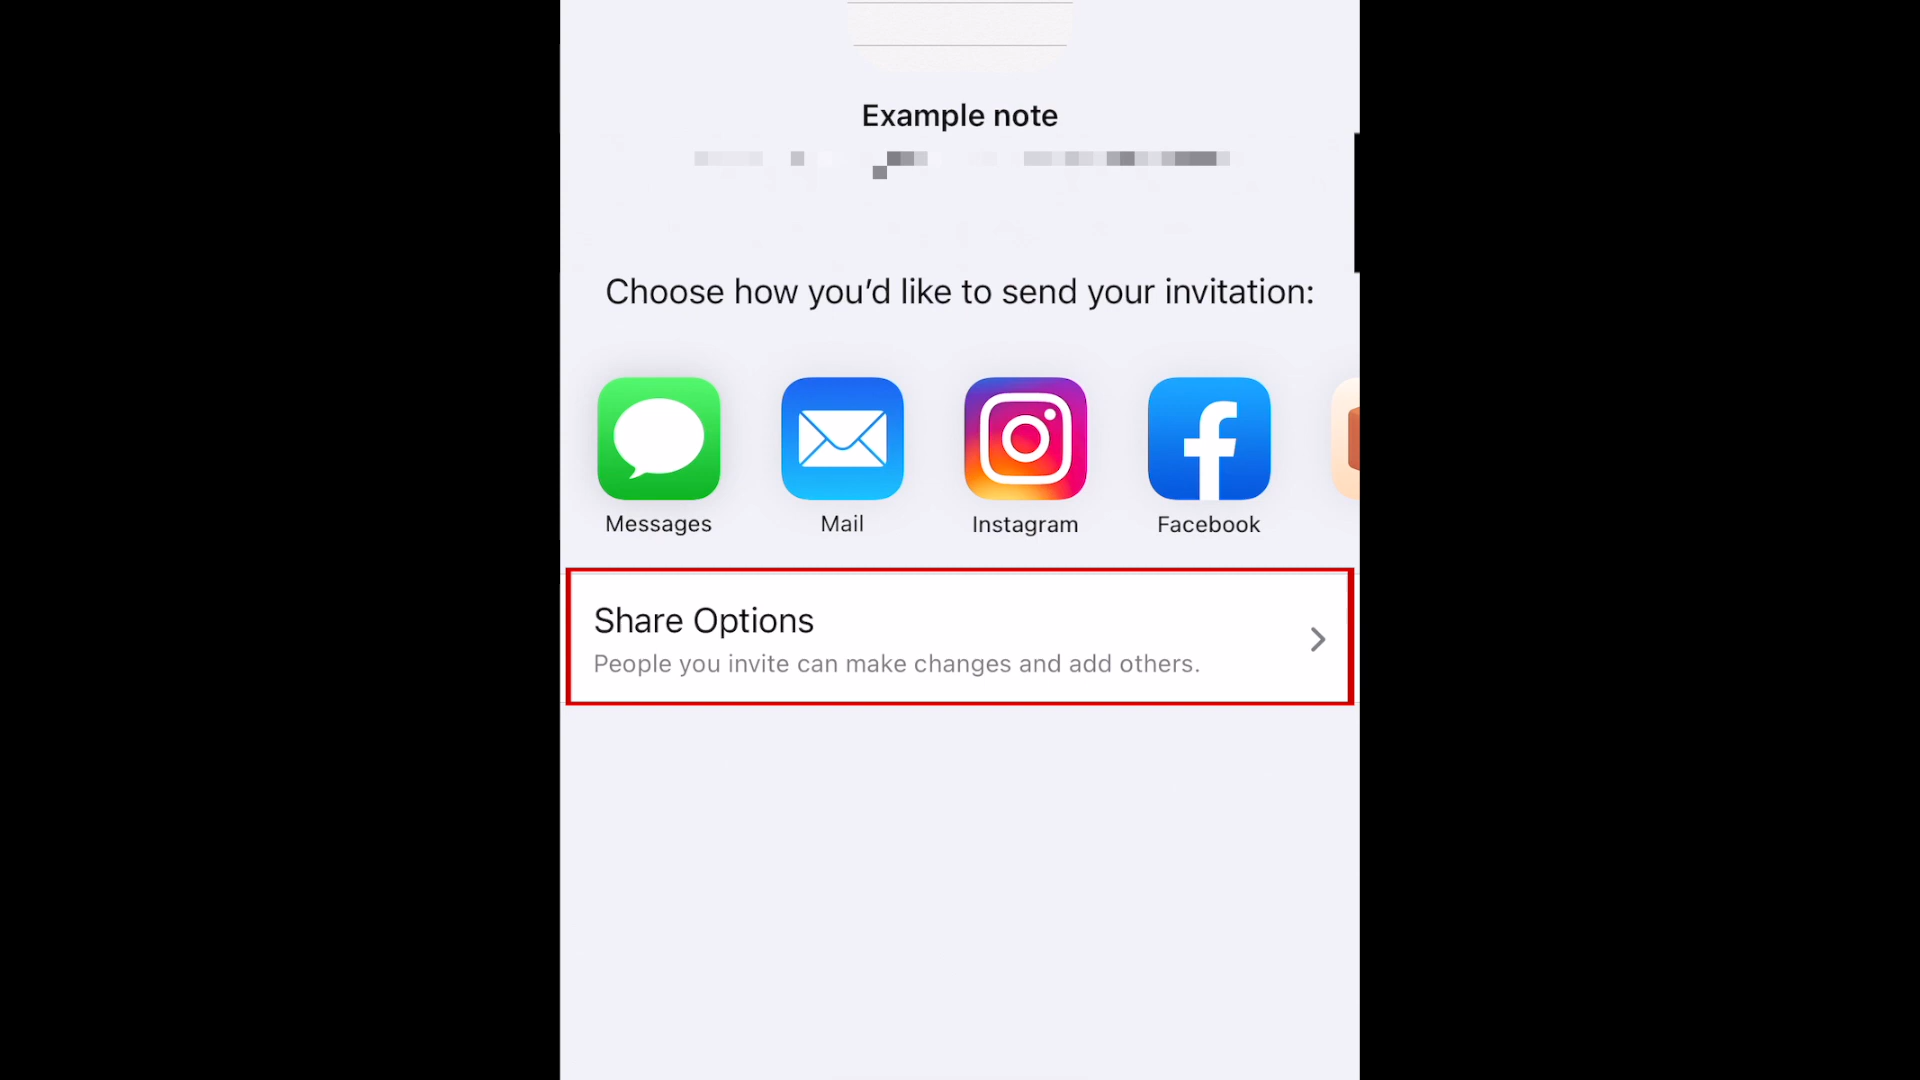 Example note
Choose how you’d like to send your invitation:
Messages
Mail
Instagram
Facebook
Share Options
People you invite can make changes and add others.